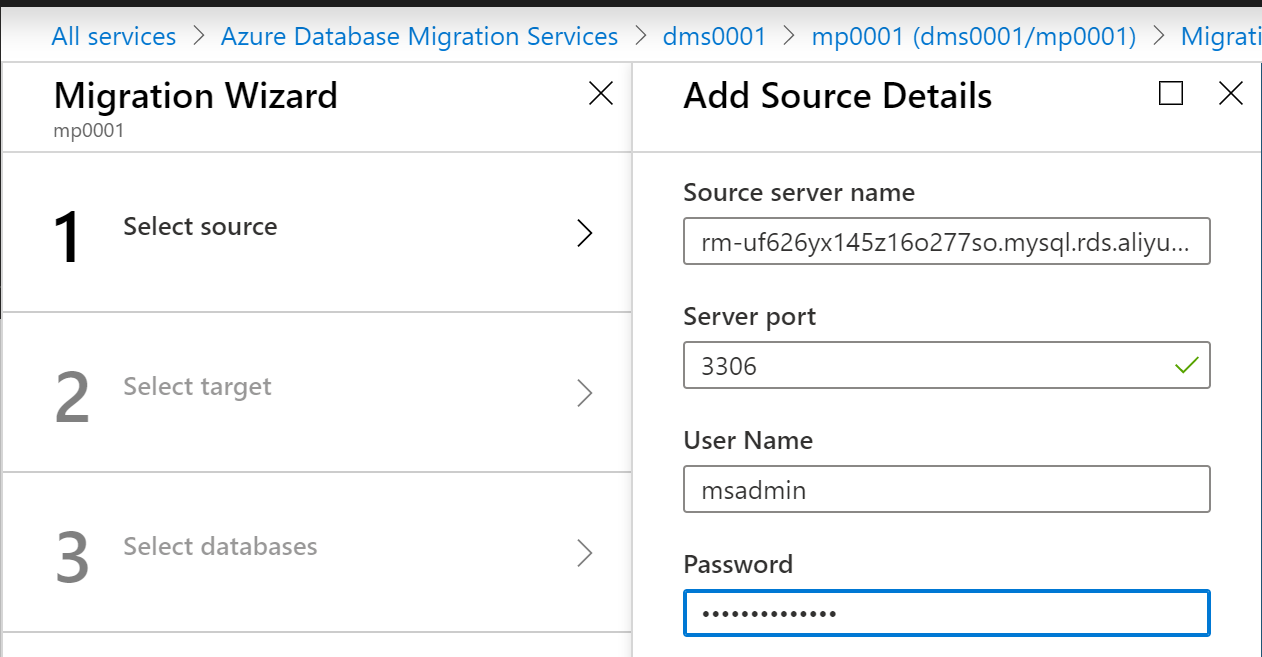 All services > Azure Database Migration Services > dms0001 > mp0001 (dms0001/mp0001) > Migrati
Migration Wizard
mp0001
1 Select source
2 Select target
3 Select databases
Add Source Details
Source server name
rm-uf626yx145z16o277so.mysql.rds.aliyu...
Server port
3306
User Name
msadmin
Password
••••••••••••••